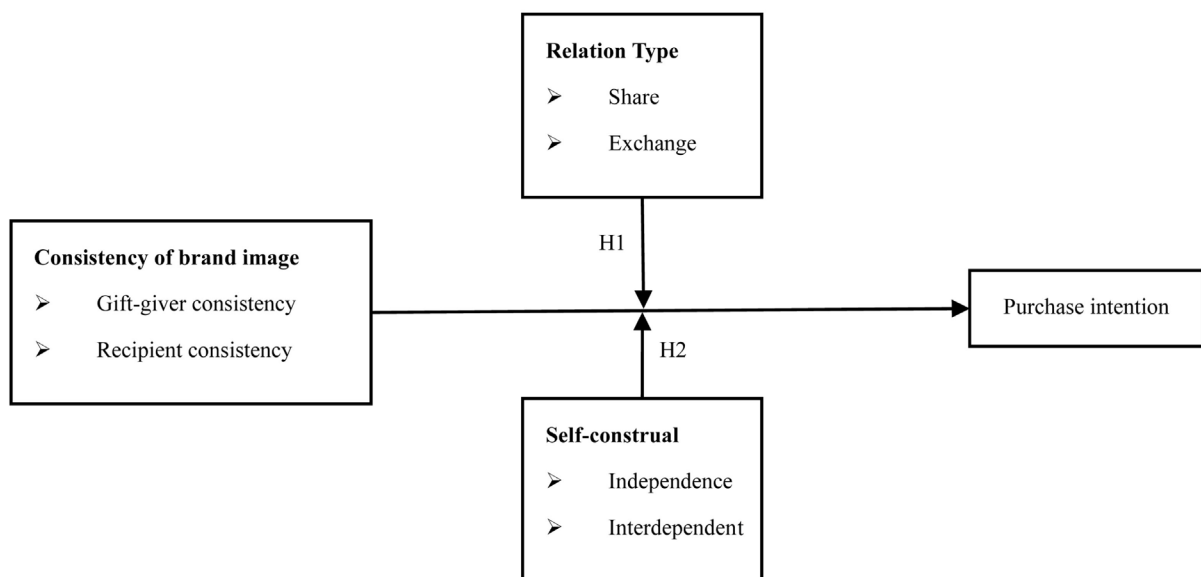 Relation Type
➢ Share
➢ Exchange
H1
Consistency of brand image
➢ Gift-giver consistency
➢ Recipient consistency
Purchase intention
H2
Self-construal
➢ Independence
➢ Interdependent